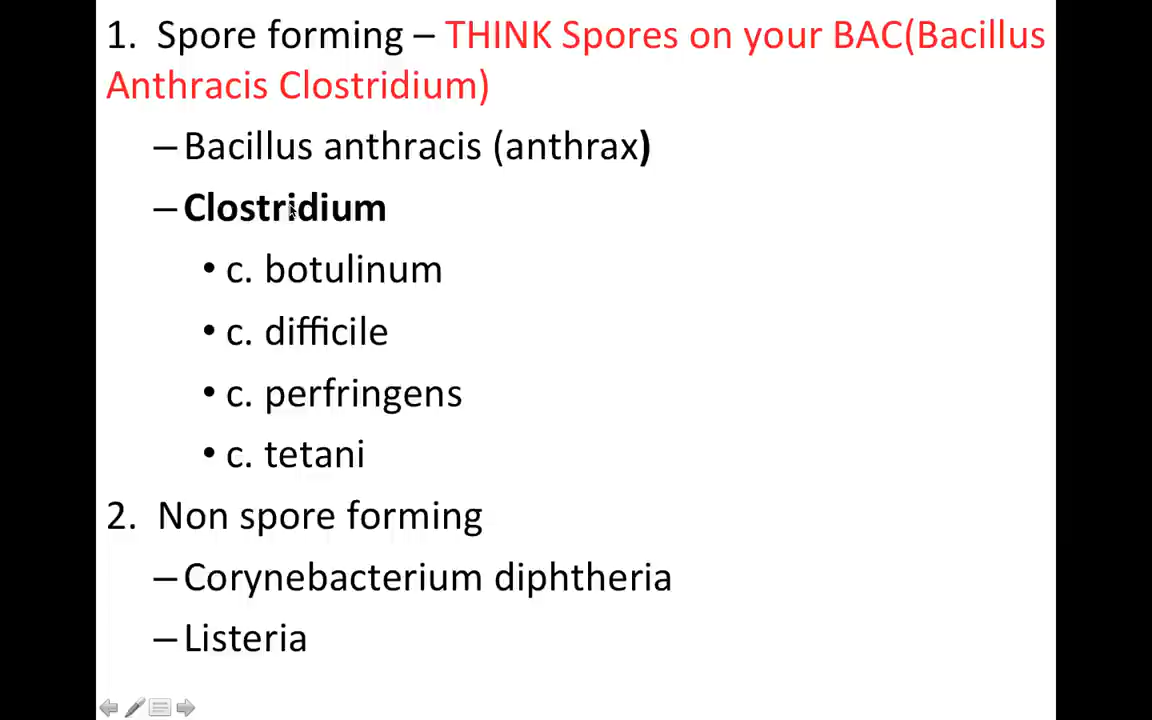 1. Spore forming – THINK Spores on your BAC(Bacillus
Anthracis Clostridium)
– Bacillus anthracis (anthrax)
– Clostridium
• c. botulinum
• c. difficile
• c. perfringens
• c. tetani
2. Non spore forming
– Corynebacterium diphtheria
– Listeria